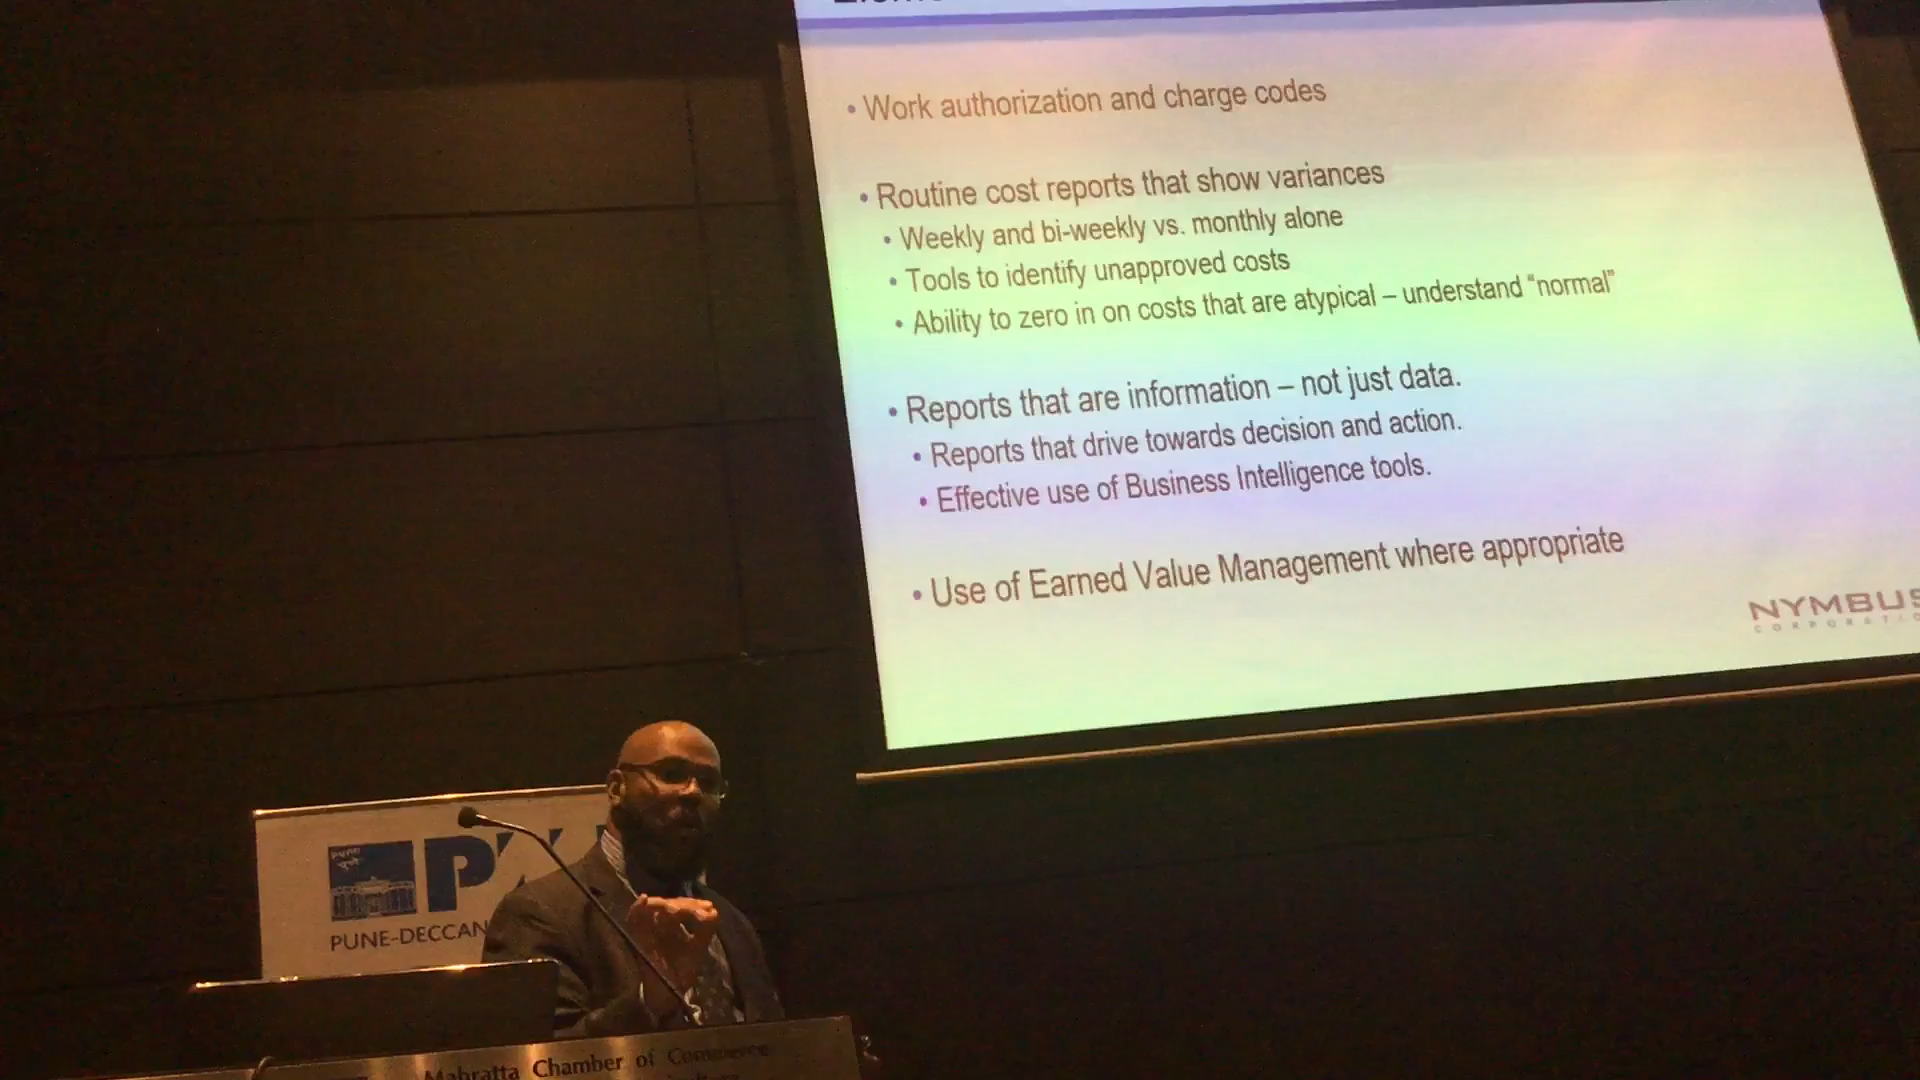 • Work authorization and charge codes
• Routine cost reports that show variances
• Weekly and bi-weekly vs. monthly alone
• Tools to identify unapproved costs
• Ability to zero in on costs that are atypical – understand “normal”
• Reports that are information – not just data.
• Reports that drive towards decision and action.
• Effective use of Business Intelligence tools.
• Use of Earned Value Management where appropriate
NYMBUS
PUNE
पुणे
PUNE-DECCAN
Mahratta Chamber of Commerce